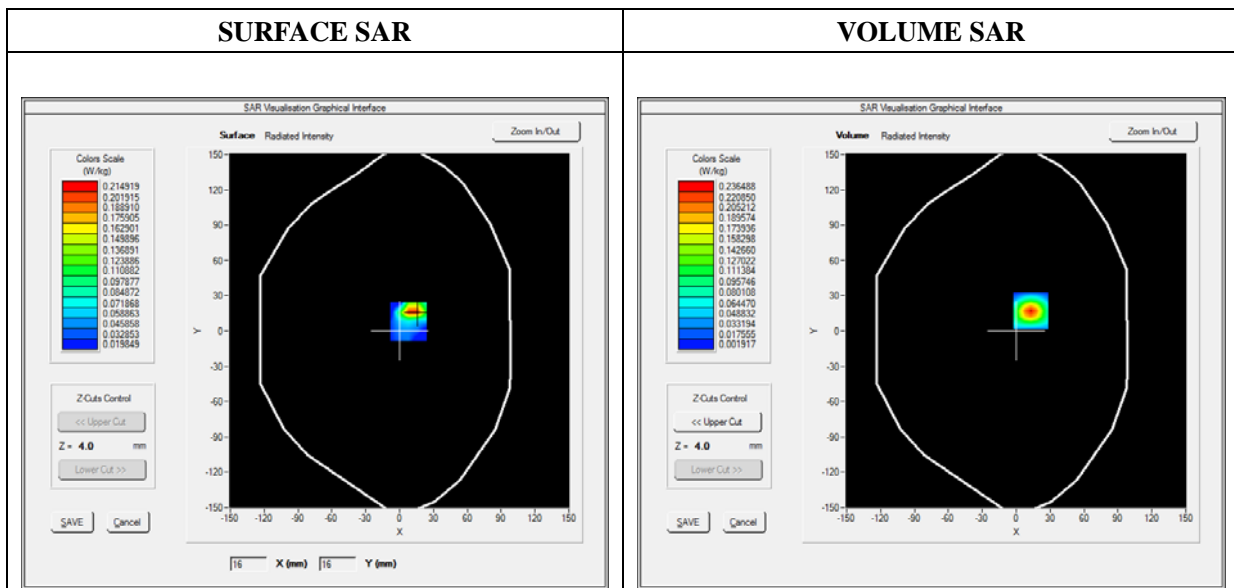 SURFACE SAR
VOLUME SAR
SAR Visualisation Graphical Interface
Surface Radiated Intensity
Zoom In/Out
Colors Scale
(W/kg)
0.214919
0.201915
0.188910
0.175905
0.162901
0.149896
0.136891
0.123886
0.110882
0.097877
0.084872
0.071868
0.058863
0.045858
0.032853
0.019849
150
120
90
60
30
0
-30
-60
-90
-120
-150
Y
-150 -120 -90 -60 -30 0 30 60 90 120 150
X
Z-Cuts Control
<< Upper Cut
Z = 4.0 mm
Lower Cut >>
SAVE Cancel
16 X (mm) 16 Y (mm)
SAR Visualisation Graphical Interface
Volume Radiated Intensity
Zoom In/Out
Colors Scale
(W/kg)
0.236488
0.220850
0.205212
0.189574
0.173936
0.158298
0.142660
0.127022
0.111384
0.095746
0.080108
0.064470
0.048832
0.033194
0.017555
0.001917
150
120
90
60
30
0
-30
-60
-90
-120
-150
Y
-150 -120 -90 -60 -30 0 30 60 90 120 150
X
Z-Cuts Control
<< Upper Cut
Z = 4.0 mm
Lower Cut >>
SAVE Cancel